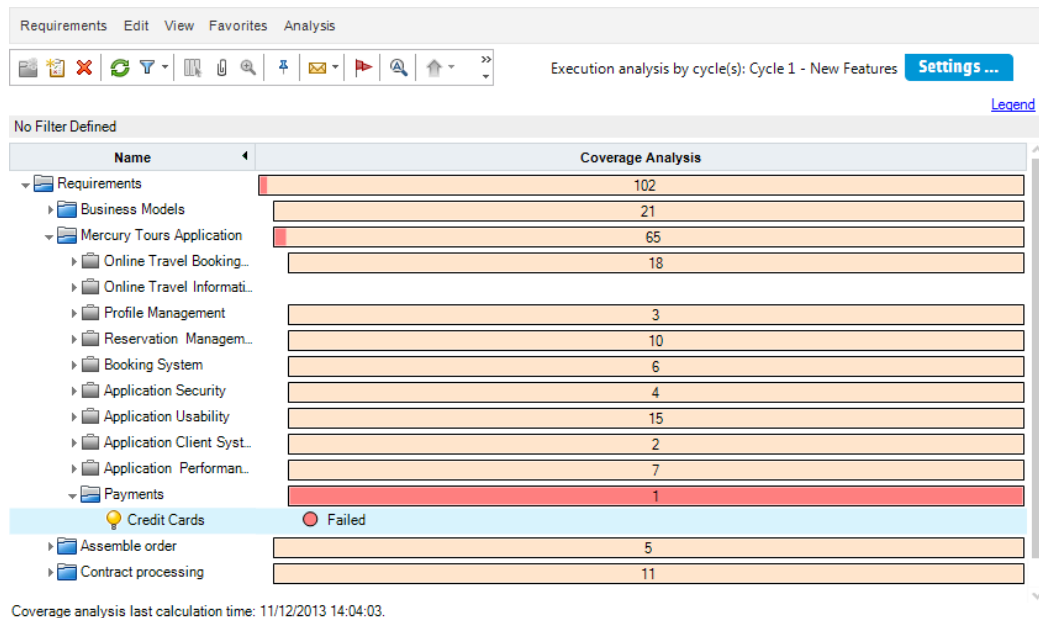 Requirements Edit View Favorites Analysis
Execution analysis by cycle(s): Cycle 1 - New Features Settings ...
Legend
No Filter Defined
Name Coverage Analysis
Requirements 102
Business Models 21
Mercury Tours Application 65
Online Travel Booking... 18
Online Travel Informati...
Profile Management 3
Reservation Managem... 10
Booking System 6
Application Security 4
Application Usability 15
Application Client Syst... 2
Application Performan... 7
Payments 1
Credit Cards Failed
Assemble order 5
Contract processing 11
Coverage analysis last calculation time: 11/12/2013 14:04:03.